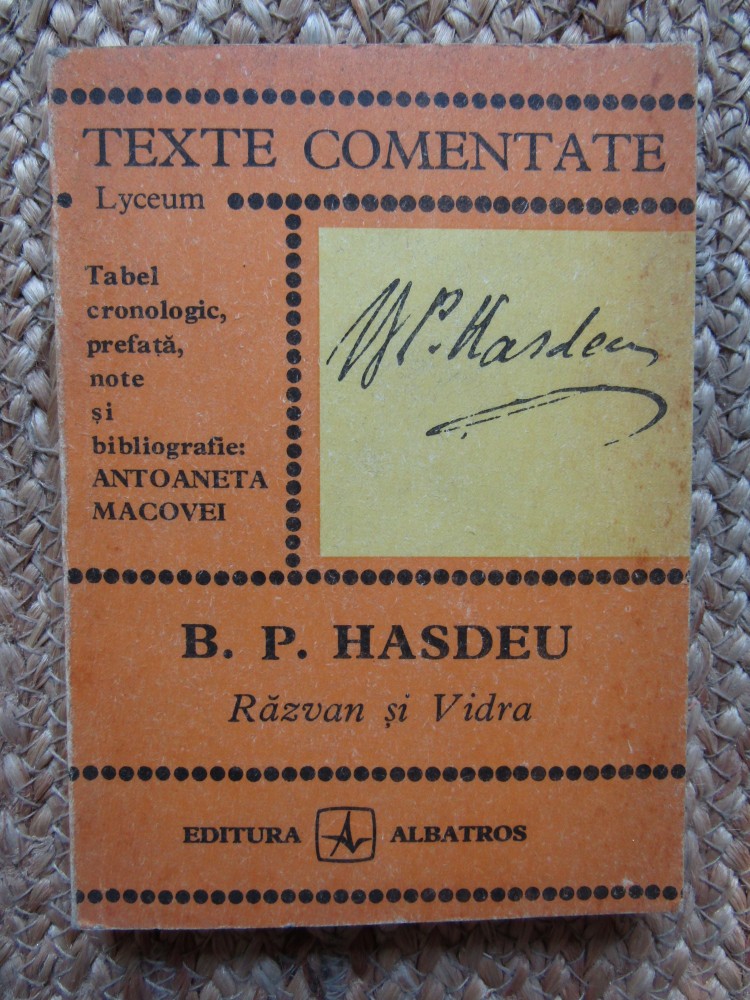 TEXTE COMENTATE
Lyceum
Tabel
cronologic,
prefață,
note
și
bibliografie:
ANTOANETA
MACOVEI
B P. Hasdeu
B. P. HASDEU
Răzvan și Vidra
EDITURA ALBATROS